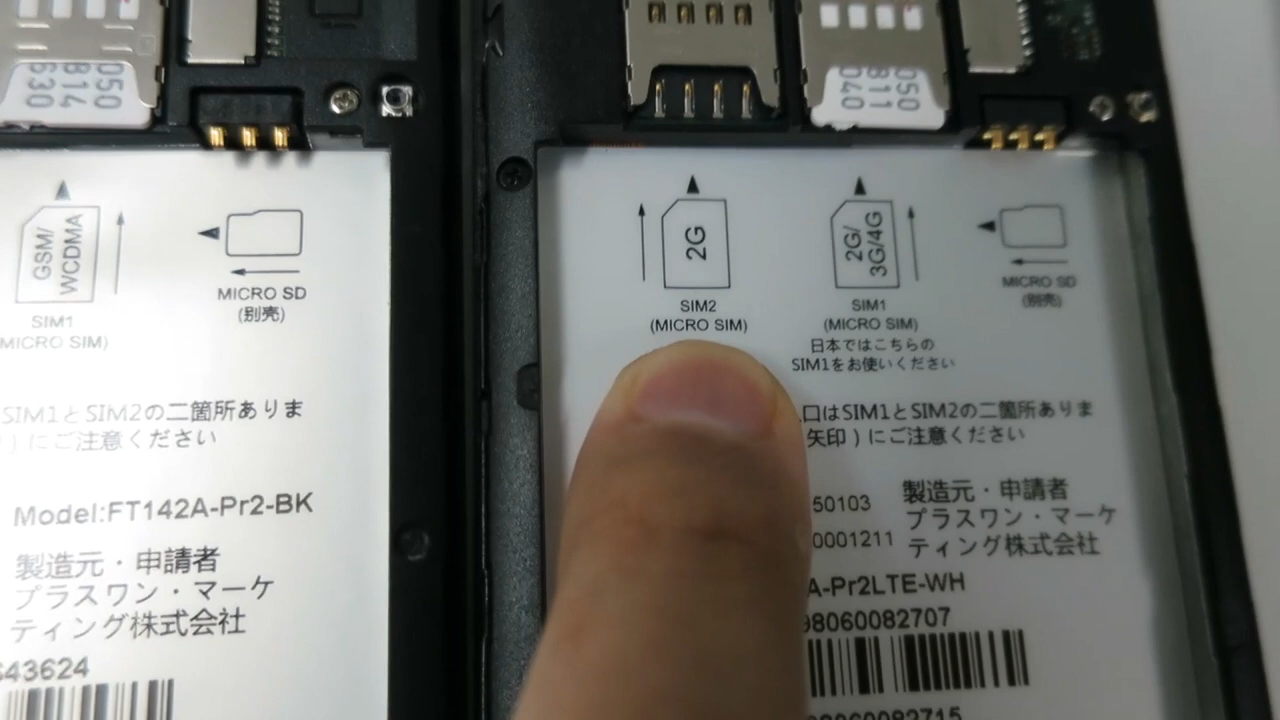 050
814
630
GSM/
WCDMA
SIM1
MICRO SIM)
MICRO SD
(別売)
SIM1とSIM2の二箇所ありま
)にご注意ください
Model:FT142A-Pr2-BK
製造元・申請者
プラスワン・マーケ
ティング株式会社
43624
050
811
040
2G
SIM2
(MICRO SIM)
2G/
3G/4G
SIM1
(MICRO SIM)
日本ではこちらの
SIM1をお使いください
MICRO SD
(別売)
口はSIM1とSIM2の二箇所ありま
矢印)にご注意ください
50103
0001211
製造元・申請者
プラスワン・マーケ
ティング株式会社
A-Pr2LTE-WH
98060082707
98060082715